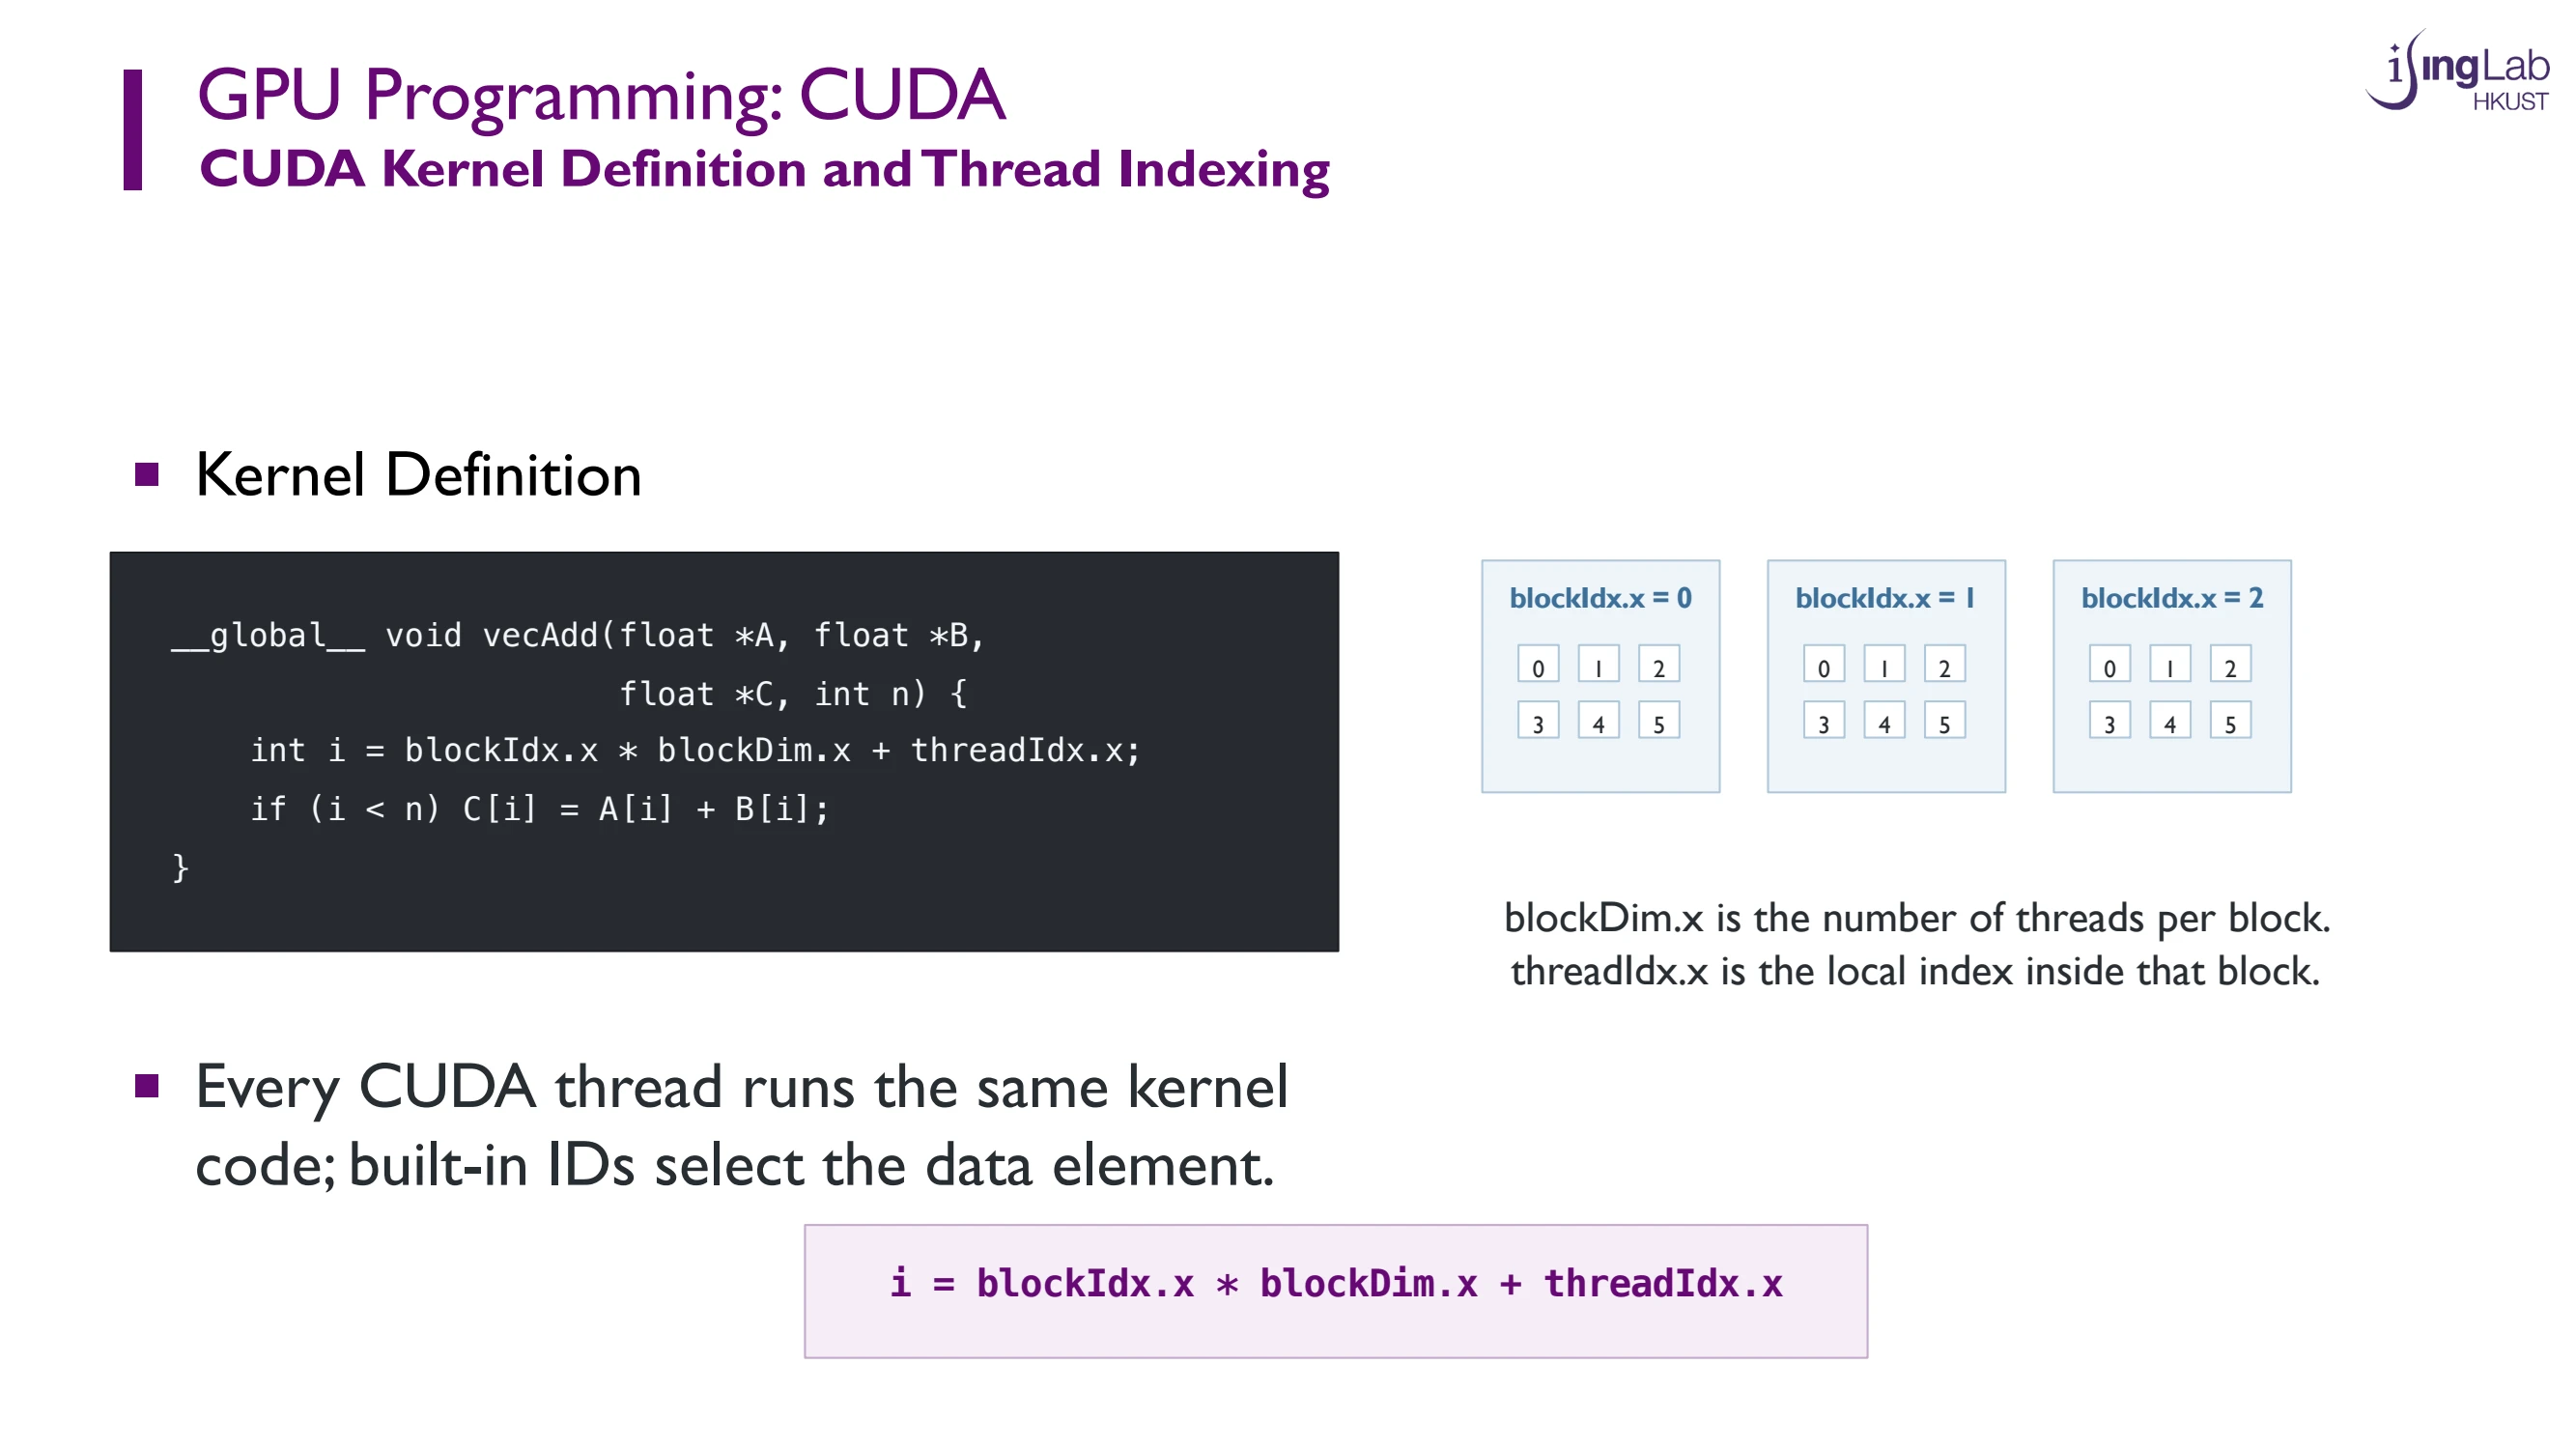 GPU Programming: CUDA
CUDA Kernel Definition and Thread Indexing
iSingLab
HKUST
Kernel Definition
__global__ void vecAdd(float *A, float *B,
float *C, int n) {
int i = blockIdx.x * blockDim.x + threadIdx.x;
if (i < n) C[i] = A[i] + B[i];
}
blockIdx.x = 0
0 1 2
3 4 5
blockIdx.x = 1
0 1 2
3 4 5
blockIdx.x = 2
0 1 2
3 4 5
blockDim.x is the number of threads per block.
threadIdx.x is the local index inside that block.
Every CUDA thread runs the same kernel
code; built-in IDs select the data element.
i = blockIdx.x * blockDim.x + threadIdx.x